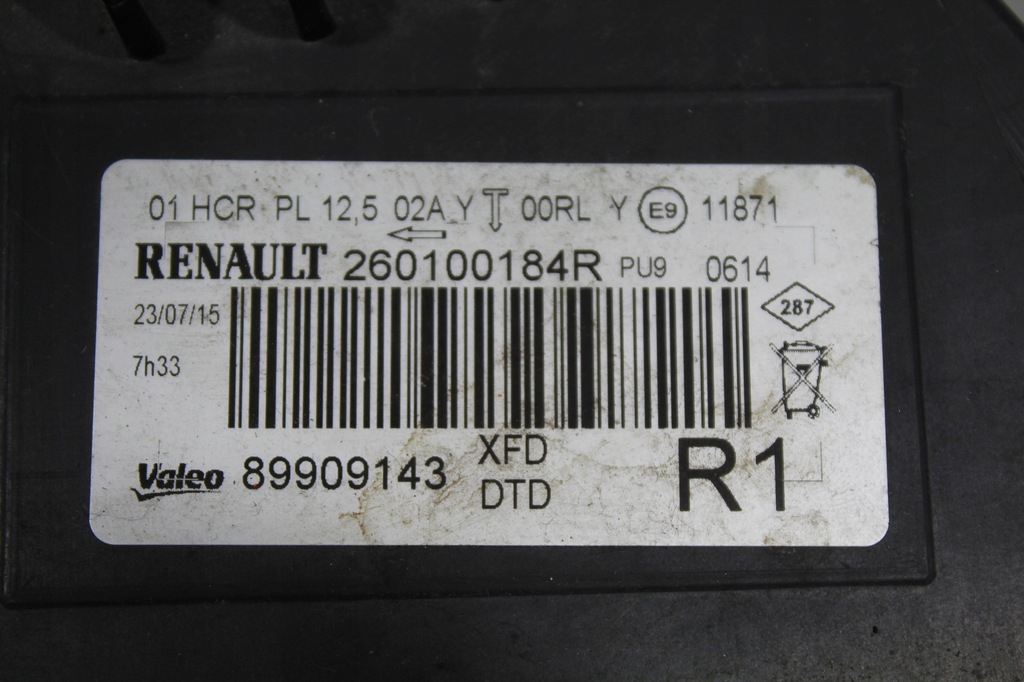 01 HCR PL 12,5 02A Y 00RL Y E9 11871
RENAULT 260100184R PU9 0614
23/07/15
287
7h33
Valeo 89909143
XFD
DTD
R1